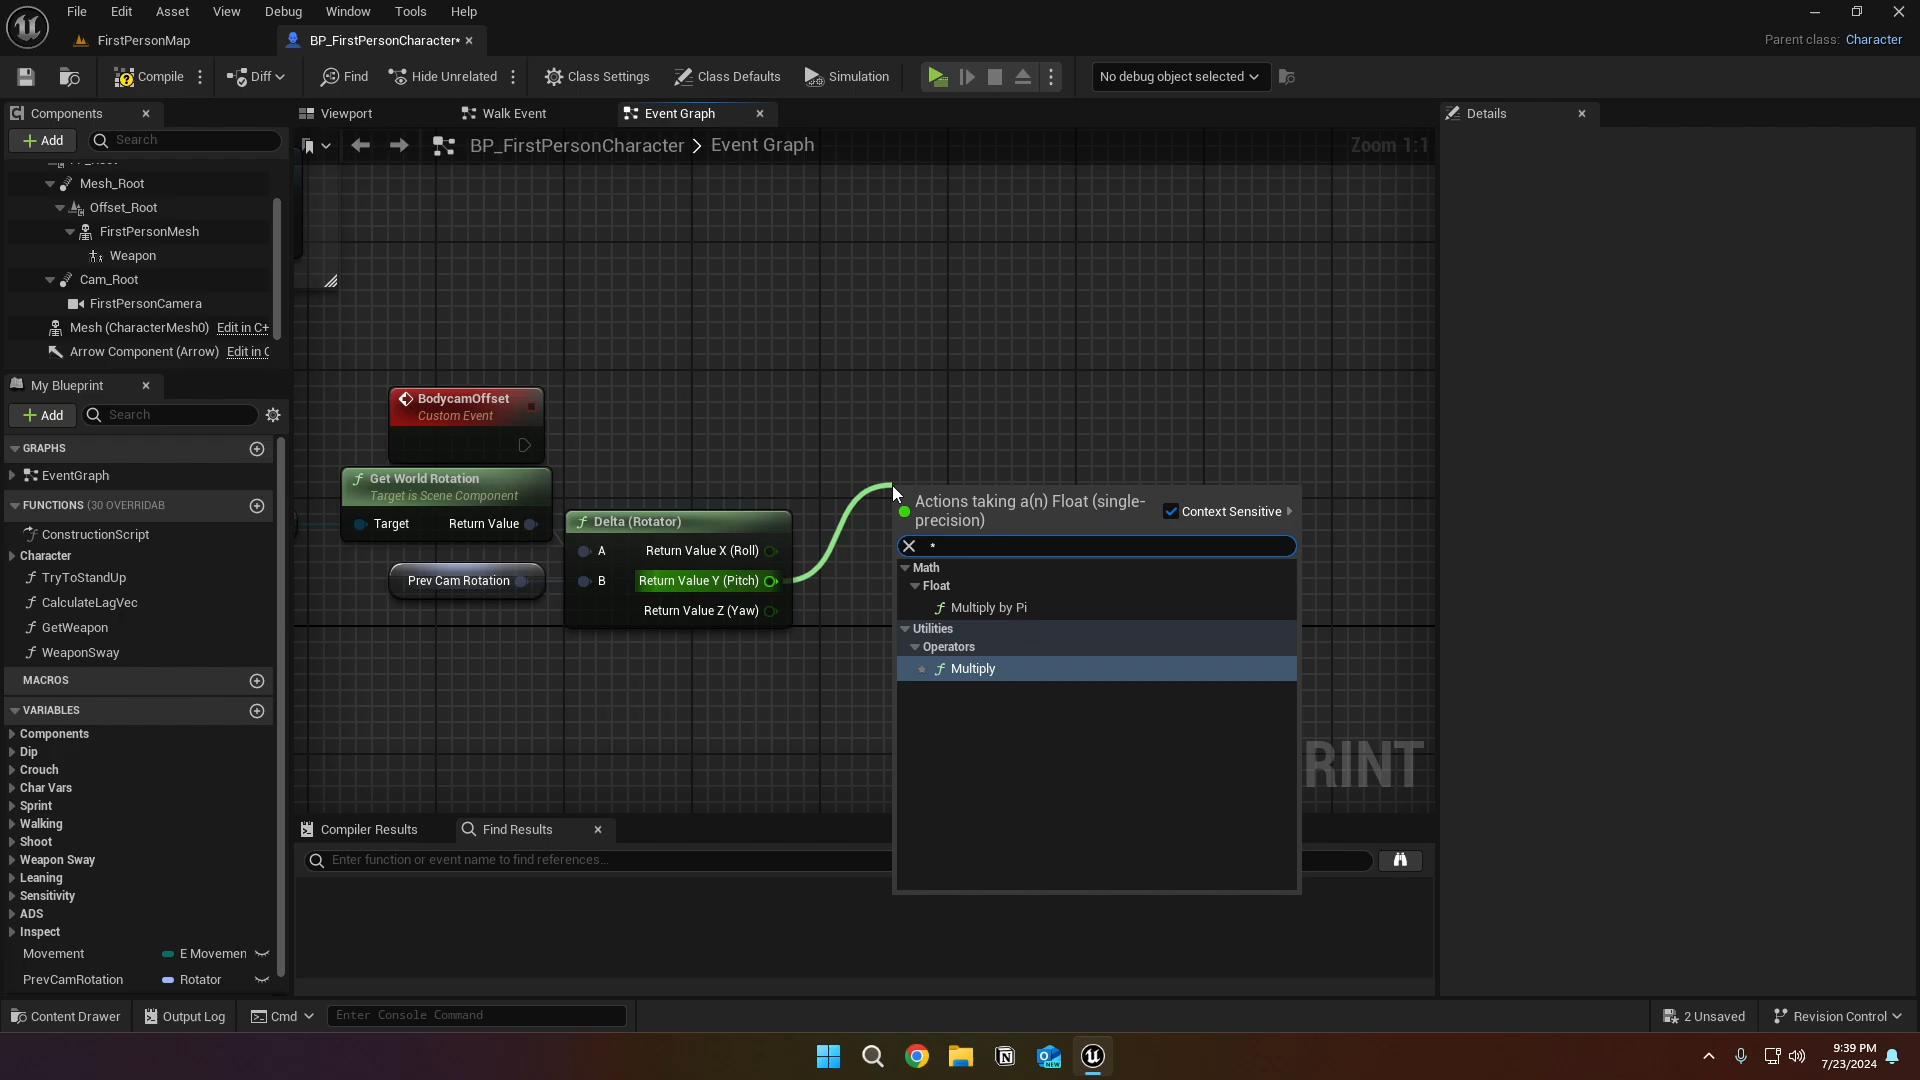 File Edit Asset View Debug Window Tools Help
FirstPersonMap
BP_FirstPersonCharacter*
Parent class: Character
Compile
Diff
Find
Hide Unrelated
Class Settings
Class Defaults
Simulation
No debug object selected
Components
Viewport
Walk Event
Event Graph
Details
Add
Search
BP_FirstPersonCharacter > Event Graph
Zoom 1:1
Mesh_Root
Offset_Root
FirstPersonMesh
Weapon
Cam_Root
FirstPersonCamera
Mesh (CharacterMesh0) Edit in C+
Arrow Component (Arrow) Edit in C
My Blueprint
Add
Search
GRAPHS
EventGraph
FUNCTIONS (30 OVERRIDAB
ConstructionScript
Character
TryToStandUp
CalculateLagVec
GetWeapon
WeaponSway
MACROS
VARIABLES
Components
Dip
Crouch
Char Vars
Sprint
Walking
Shoot
Weapon Sway
Leaning
Sensitivity
ADS
Inspect
Movement E Movemen
PrevCamRotation Rotator
BodycamOffset
Custom Event
Get World Rotation
Target is Scene Component
Target Return Value
Prev Cam Rotation
Delta (Rotator)
A Return Value X (Roll)
B Return Value Y (Pitch)
Return Value Z (Yaw)
Actions taking a(n) Float (single-
precision)
Context Sensitive
*
Math
Float
Multiply by Pi
Utilities
Operators
Multiply
RINT
Compiler Results
Find Results
Enter function or event name to find references...
Content Drawer
Output Log
Cmd
Enter Console Command
2 Unsaved
Revision Control
9:39 PM
7/23/2024